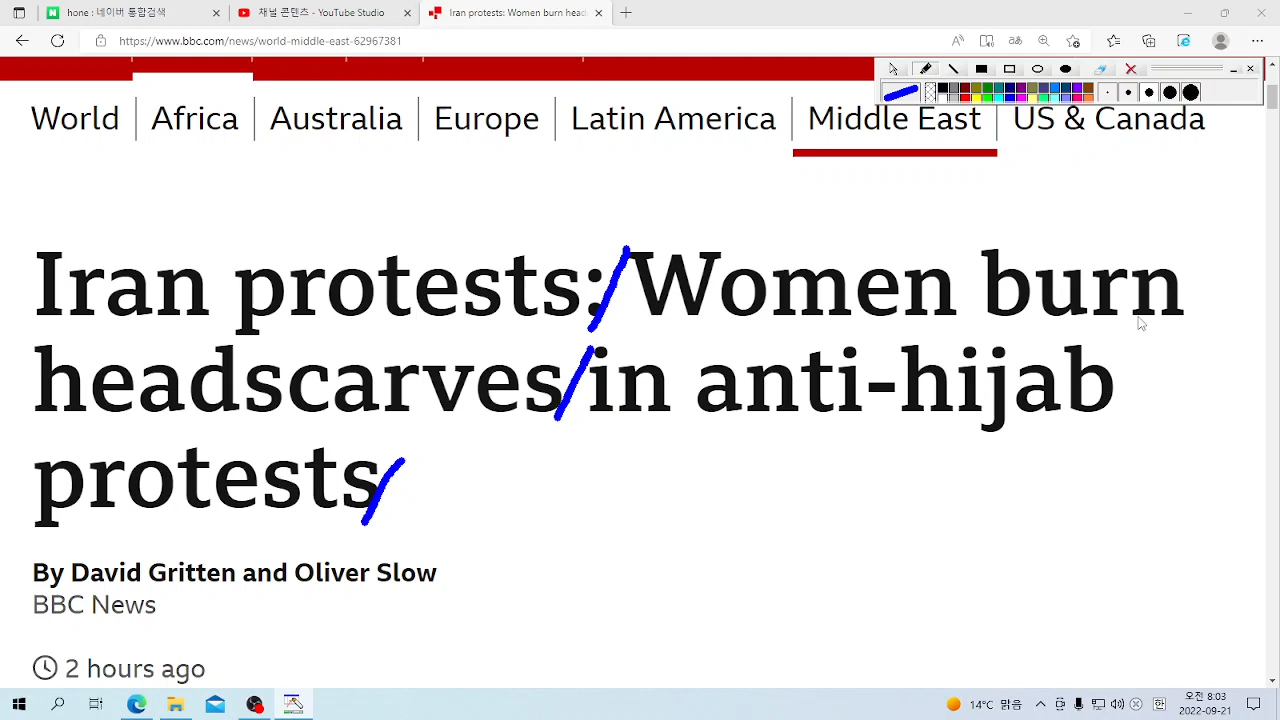 hone : 네이버 통합검색
채널 콘텐츠 - YouTube Studio
Iran protests: Women burn head
https://www.bbc.com/news/world-middle-east-62967381
World
Africa
Australia
Europe
Latin America
Middle East
US & Canada
Iran protests: Women burn
headscarves in anti-hijab
protests
By David Gritten and Oliver Slow
BBC News
2 hours ago
14°C 맑음
오전 8:03
2022-09-21